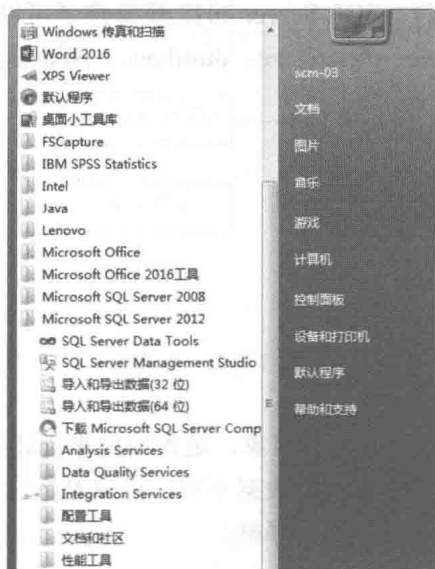 Windows 传真和扫描
Word 2016
XPS Viewer
默认程序
桌面小工具库
FSCapture
IBM SPSS Statistics
Intel
Java
Lenovo
Microsoft Office
Microsoft Office 2016工具
Microsoft SQL Server 2008
Microsoft SQL Server 2012
SQL Server Data Tools
SQL Server Management Studio
导入和导出数据(32 位)
导入和导出数据(64 位)
下载 Microsoft SQL Server Comp
Analysis Services
Data Quality Services
Integration Services
配置工具
文档和社区
性能工具
scm-03
文档
图片
音乐
游戏
计算机
控制面板
设备和打印机
默认程序
帮助和支持